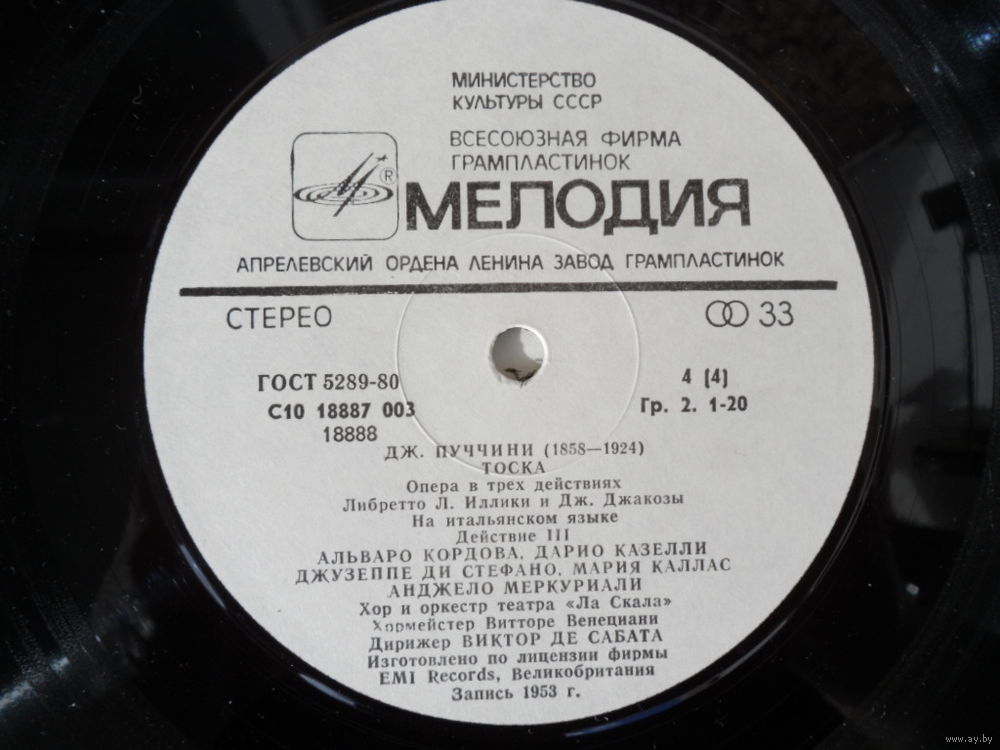 МИНИСТЕРСТВО
КУЛЬТУРЫ СССР
ВСЕСОЮЗНАЯ ФИРМА
ГРАМПЛАСТИНОК
®
МЕЛОДИЯ
АПРЕЛЕВСКИЙ ОРДЕНА ЛЕНИНА ЗАВОД ГРАМПЛАСТИНОК
СТЕРЕО 33
ГОСТ 5289-80 4 (4)
С10 18887 003 Гр. 2. 1-20
18888
ДЖ. ПУЧЧИНИ (1858—1924)
ТОСКА
Опера в трех действиях
Либретто Л. Иллики и Дж. Джакозы
На итальянском языке
Действие III
АЛЬВАРО КОРДОВА, ДАРИО КАЗЕЛЛИ
ДЖУЗЕППЕ ДИ СТЕФАНО, МАРИЯ КАЛЛАС
АНДЖЕЛО МЕРКУРИАЛИ
Хор и оркестр театра «Ла Скала»
Хормейстер Витторе Венециани
Дирижер ВИКТОР ДЕ САБАТА
Изготовлено по лицензии фирмы
EMI Records, Великобритания
Запись 1953 г.
www.ay.by